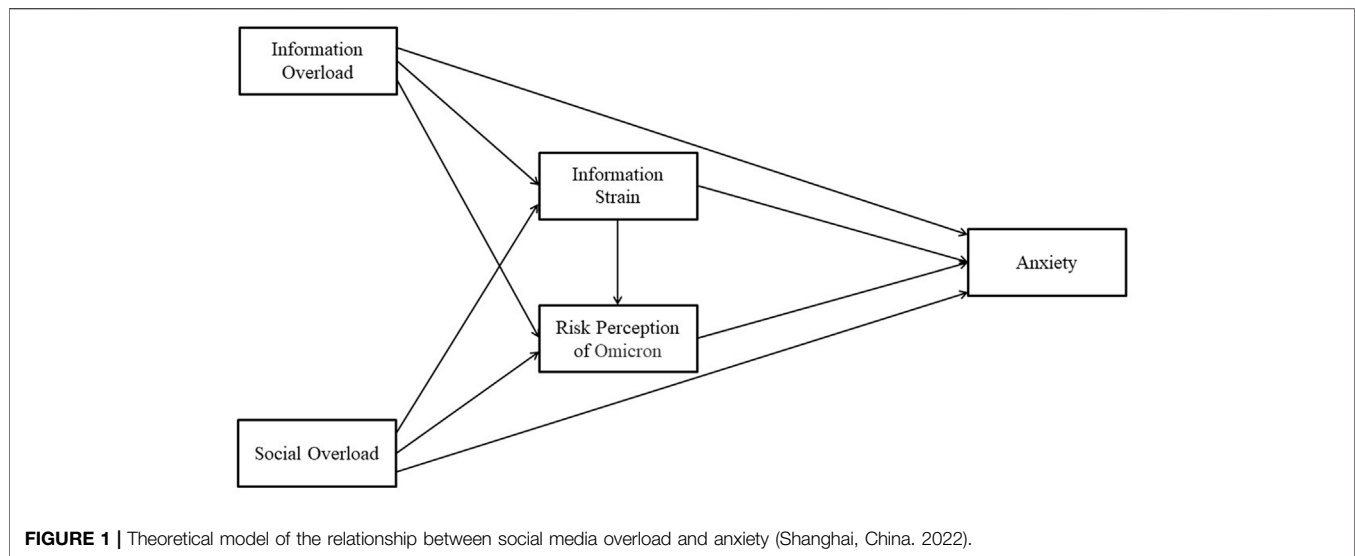 Information
Overload
Information
Strain
Anxiety
Risk Perception
of Omicron
Social Overload
FIGURE 1 | Theoretical model of the relationship between social media overload and anxiety (Shanghai, China. 2022).